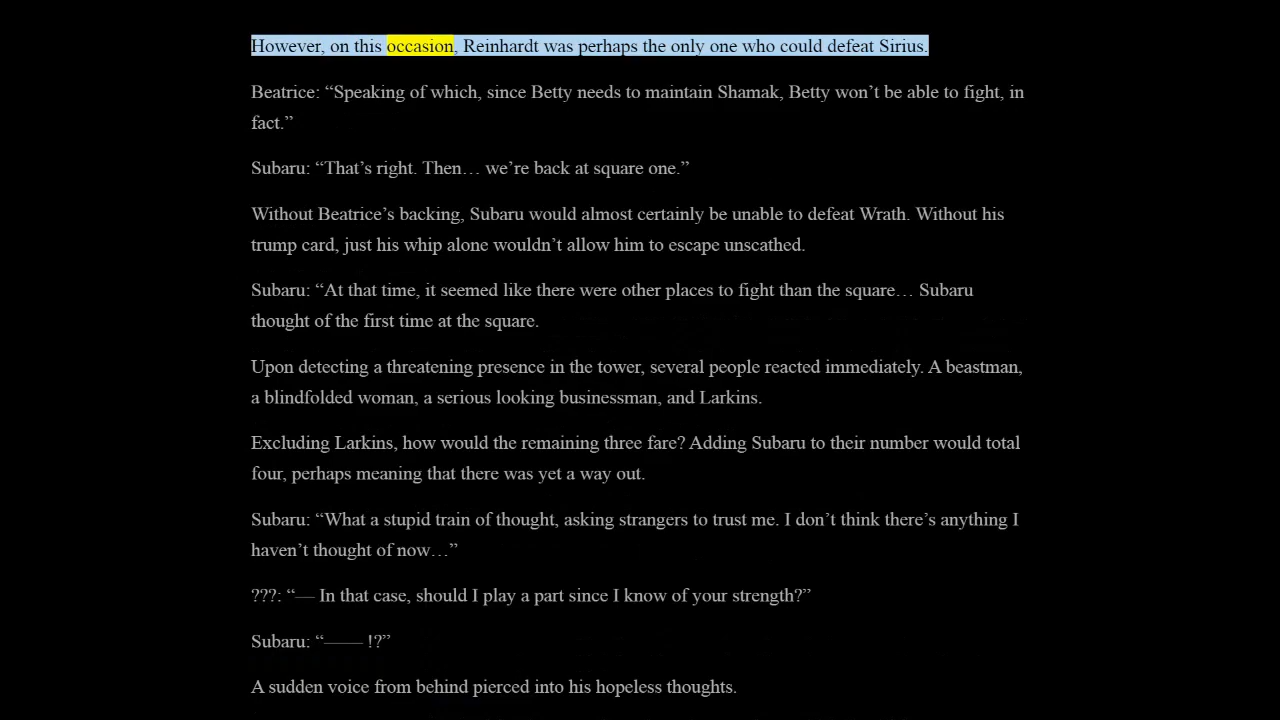 However, on this occasion, Reinhardt was perhaps the only one who could defeat Sirius.
Beatrice: “Speaking of which, since Betty needs to maintain Shamak, Betty won’t be able to fight, in
fact.”
Subaru: “That’s right. Then… we’re back at square one.”
Without Beatrice’s backing, Subaru would almost certainly be unable to defeat Wrath. Without his
trump card, just his whip alone wouldn’t allow him to escape unscathed.
Subaru: “At that time, it seemed like there were other places to fight than the square… Subaru
thought of the first time at the square.
Upon detecting a threatening presence in the tower, several people reacted immediately. A beastman,
a blindfolded woman, a serious looking businessman, and Larkins.
Excluding Larkins, how would the remaining three fare? Adding Subaru to their number would total
four, perhaps meaning that there was yet a way out.
Subaru: “What a stupid train of thought, asking strangers to trust me. I don’t think there’s anything I
haven’t thought of now…”
???: “— In that case, should I play a part since I know of your strength?”
Subaru: “—— !?”
A sudden voice from behind pierced into his hopeless thoughts.